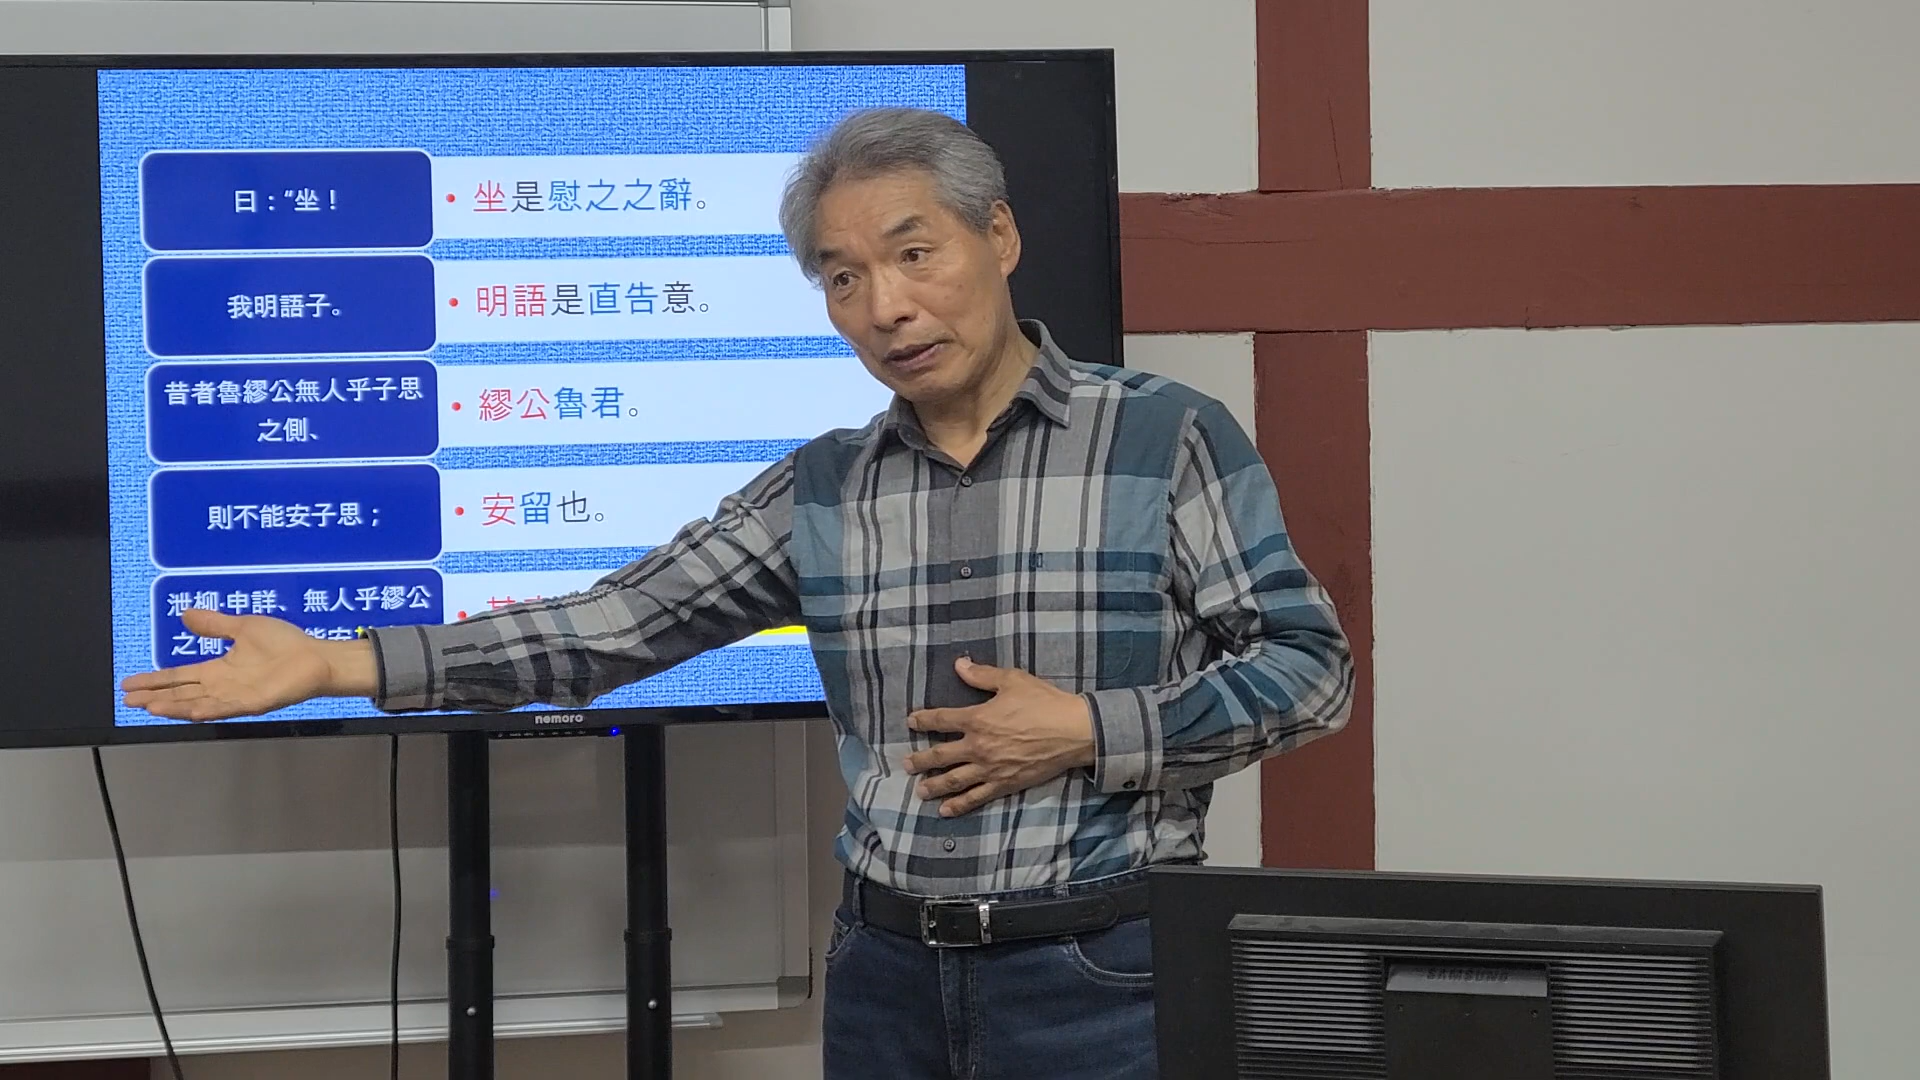 曰：“坐！
• 坐是慰之之辭。
我明語子。
• 明語是直告意。
昔者魯繆公無人乎子思
之側、
• 繆公魯君。
則不能安子思；
• 安留也。
泄柳·申詳、無人乎繆公
之側、
能安
nemoro
SAMSUNG